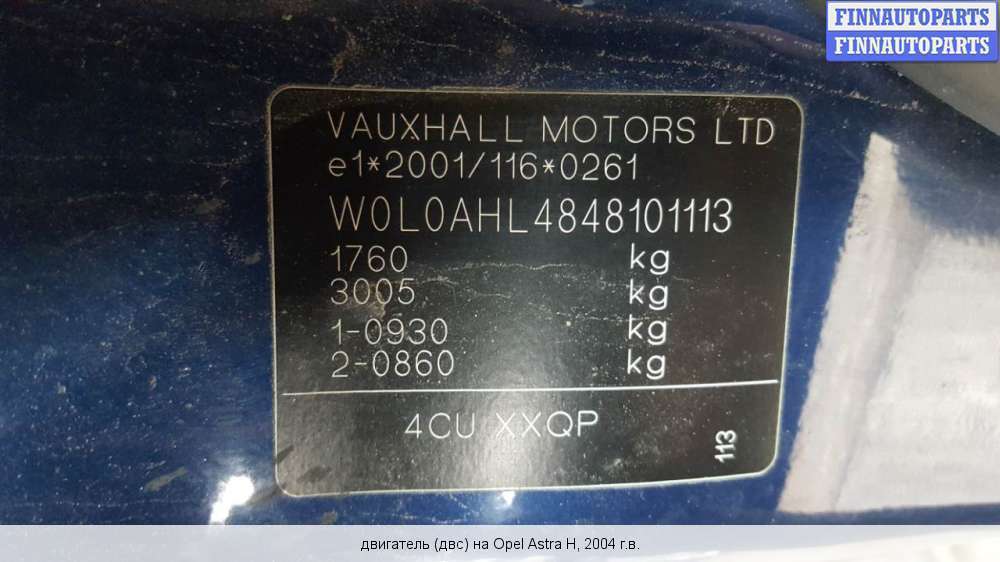 FINNAUTOPARTS
FINNAUTOPARTS
VAUXHALL MOTORS LTD
e1*2001/116*0261
W0L0AHL4848101113
1760 kg
3005 kg
1-0930 kg
2-0860 kg
4CU XXQP
113
двигатель (двс) на Opel Astra H, 2004 г.в.